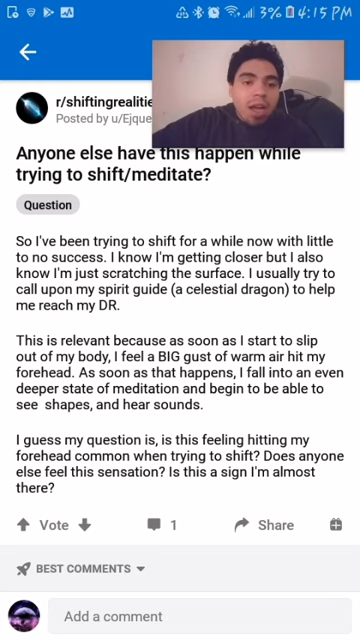 3% 4:15 PM
r/shiftingrealitie
Posted by u/Ejque
Anyone else have this happen while
trying to shift/meditate?
Question
So I've been trying to shift for a while now with little
to no success. I know I'm getting closer but I also
know I'm just scratching the surface. I usually try to
call upon my spirit guide (a celestial dragon) to help
me reach my DR.
This is relevant because as soon as I start to slip
out of my body, I feel a BIG gust of warm air hit my
forehead. As soon as that happens, I fall into an even
deeper state of meditation and begin to be able to
see shapes, and hear sounds.
I guess my question is, is this feeling hitting my
forehead common when trying to shift? Does anyone
else feel this sensation? Is this a sign I'm almost
there?
Vote 1 Share
BEST COMMENTS
Add a comment